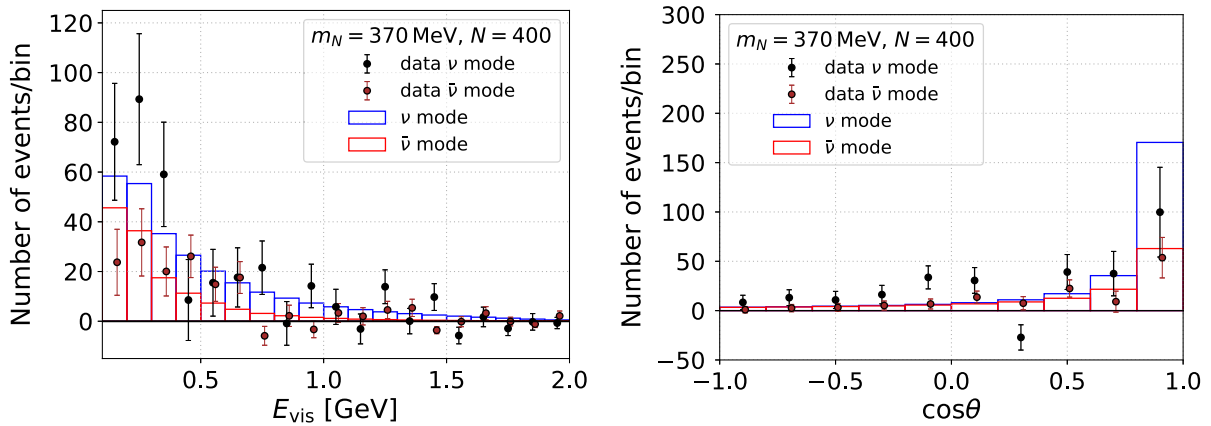 Number of events/bin
120
100
80
60
40
20
0
0.5
1.0
1.5
2.0
E_vis [GeV]
m_N = 370 MeV, N = 400
data ν mode
data ν̄ mode
ν mode
ν̄ mode
Number of events/bin
300
250
200
150
100
50
0
−50
−1.0
−0.5
0.0
0.5
1.0
cosθ
m_N = 370 MeV, N = 400
data ν mode
data ν̄ mode
ν mode
ν̄ mode